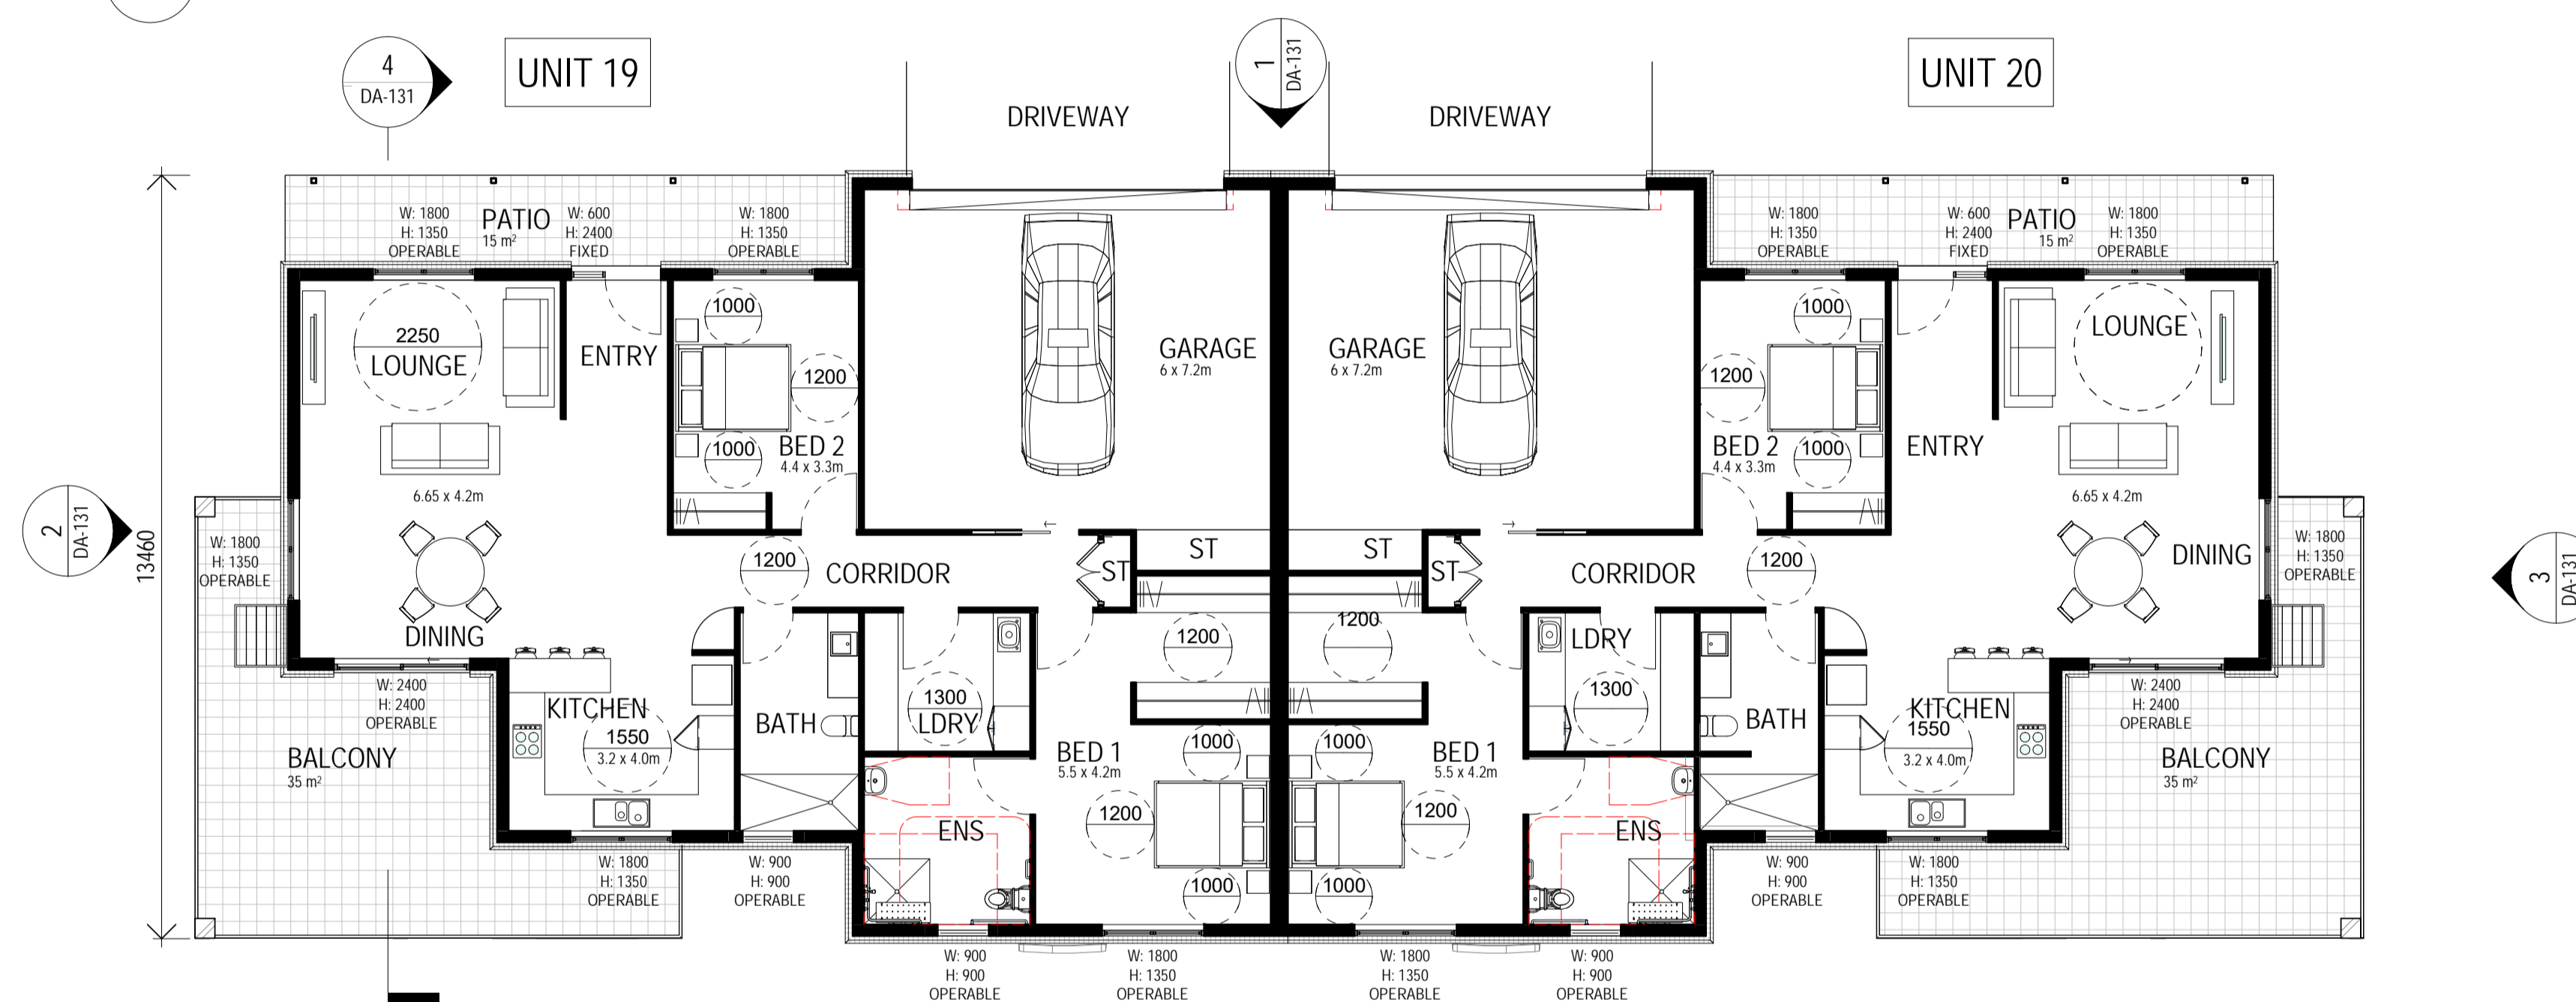 4
DA-131
UNIT 19
1
DA-131
UNIT 20
DRIVEWAY
DRIVEWAY
W: 1800
H: 1350
OPERABLE
PATIO
15 m²
W: 600
H: 2400
FIXED
W: 1800
H: 1350
OPERABLE
W: 1800
H: 1350
OPERABLE
W: 600
H: 2400
FIXED
PATIO
15 m²
W: 1800
H: 1350
OPERABLE
2250
LOUNGE
ENTRY
1000
1200
1000
BED 2
4.4 x 3.3m
GARAGE
6 x 7.2m
GARAGE
6 x 7.2m
1000
1200
1000
BED 2
4.4 x 3.3m
ENTRY
LOUNGE
6.65 x 4.2m
6.65 x 4.2m
2
DA-131
13460
W: 1800
H: 1350
OPERABLE
DINING
1200
CORRIDOR
ST
ST
ST
ST
CORRIDOR
1200
DINING
W: 1800
H: 1350
OPERABLE
3
DA-131
W: 2400
H: 2400
OPERABLE
BALCONY
35 m²
KITCHEN
1550
3.2 x 4.0m
BATH
1300
LDRY
1200
1200
LDRY
1300
BATH
KITCHEN
1550
3.2 x 4.0m
W: 2400
H: 2400
OPERABLE
BALCONY
35 m²
BED 1
5.5 x 4.2m
1000
1200
1000
ENS
1000
BED 1
5.5 x 4.2m
1200
1000
ENS
W: 1800
H: 1350
OPERABLE
W: 900
H: 900
OPERABLE
W: 900
H: 900
OPERABLE
W: 1800
H: 1350
OPERABLE
W: 900
H: 900
OPERABLE
W: 1800
H: 1350
OPERABLE
W: 1800
H: 1350
OPERABLE
W: 900
H: 900
OPERABLE